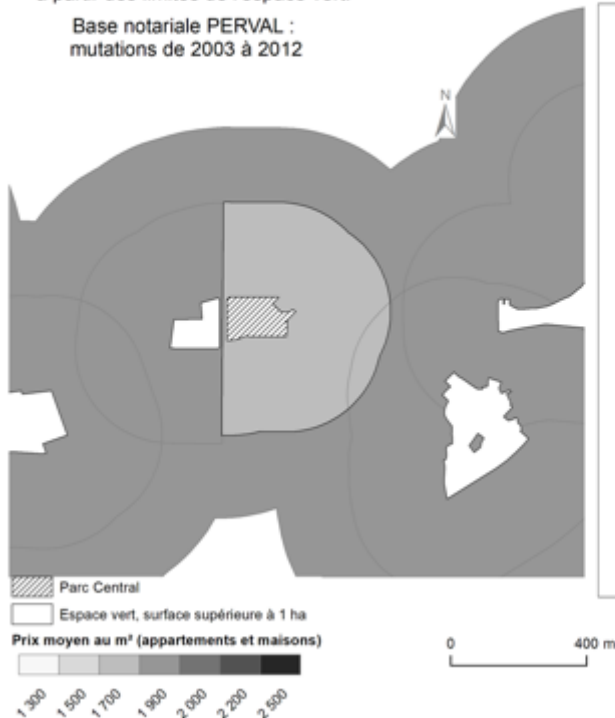 Base notariale PERVAL :
mutations de 2003 à 2012
N
Parc Central
Espace vert, surface supérieure à 1 ha
Prix moyen au m² (appartements et maisons)
1 300 1 500 1 700 1 900 2 000 2 200 2 500
0 400 m